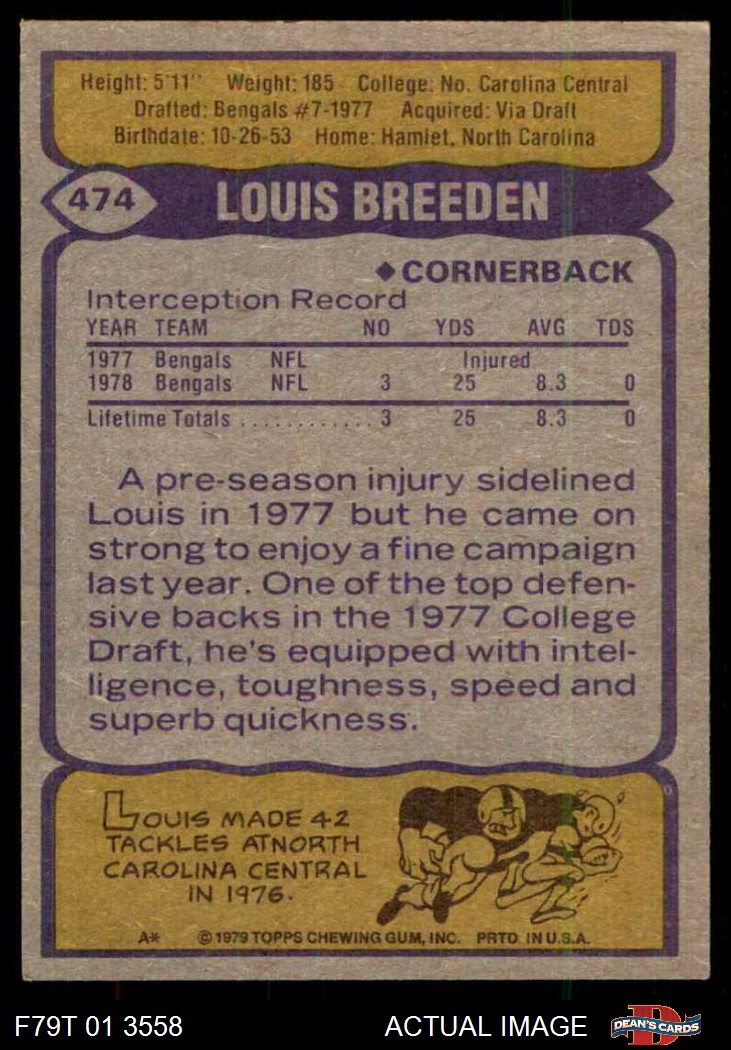 Height: 5'11" Weight: 185 College: No. Carolina Central
Drafted: Bengals #7-1977 Acquired: Via Draft
Birthdate: 10-26-53 Home: Hamlet, North Carolina
474 LOUIS BREEDEN
◆CORNERBACK
Interception Record
YEAR TEAM NO YDS AVG TDS
1977 Bengals NFL Injured
1978 Bengals NFL 3 25 8.3 0
Lifetime Totals . . . . . . . . . . . . 3 25 8.3 0
A pre-season injury sidelined
Louis in 1977 but he came on
strong to enjoy a fine campaign
last year. One of the top defen-
sive backs in the 1977 College
Draft, he's equipped with intel-
ligence, toughness, speed and
superb quickness.
LOUIS MADE 42
TACKLES AT NORTH
CAROLINA CENTRAL
IN 1976.
A* © 1979 TOPPS CHEWING GUM, INC. PRTD. IN U.S.A.
F79T 01 3558 ACTUAL IMAGE D DEAN'S CARDS